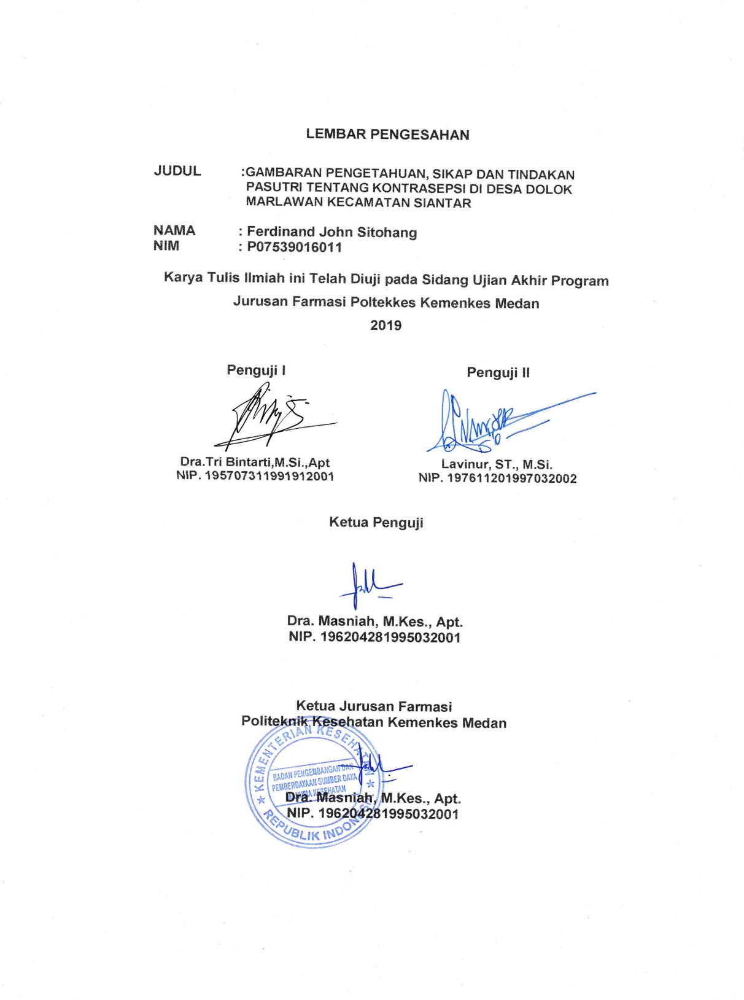 LEMBAR PENGESAHAN
JUDUL :GAMBARAN PENGETAHUAN, SIKAP DAN TINDAKAN
PASUTRI TENTANG KONTRASEPSI DI DESA DOLOK
MARLAWAN KECAMATAN SIANTAR
NAMA : Ferdinand John Sitohang
NIM : P07539016011
Karya Tulis Ilmiah ini Telah Diuji pada Sidang Ujian Akhir Program
Jurusan Farmasi Poltekkes Kemenkes Medan
2019
Penguji I
Dra.Tri Bintarti,M.Si.,Apt
NIP. 195707311991912001
Penguji II
Lavinur, ST., M.Si.
NIP. 197611201997032002
Ketua Penguji
Dra. Masniah, M.Kes., Apt.
NIP. 196204281995032001
Ketua Jurusan Farmasi
Politeknik Kesehatan Kemenkes Medan
KEMENTERIAN KESEHATAN
BADAN PENGEMBANGAN DAN
PEMBERDAYAAN SUMBER DAYA
KESEHATAN
REPUBLIK INDONESIA
Dra. Masniah, M.Kes., Apt.
NIP. 196204281995032001